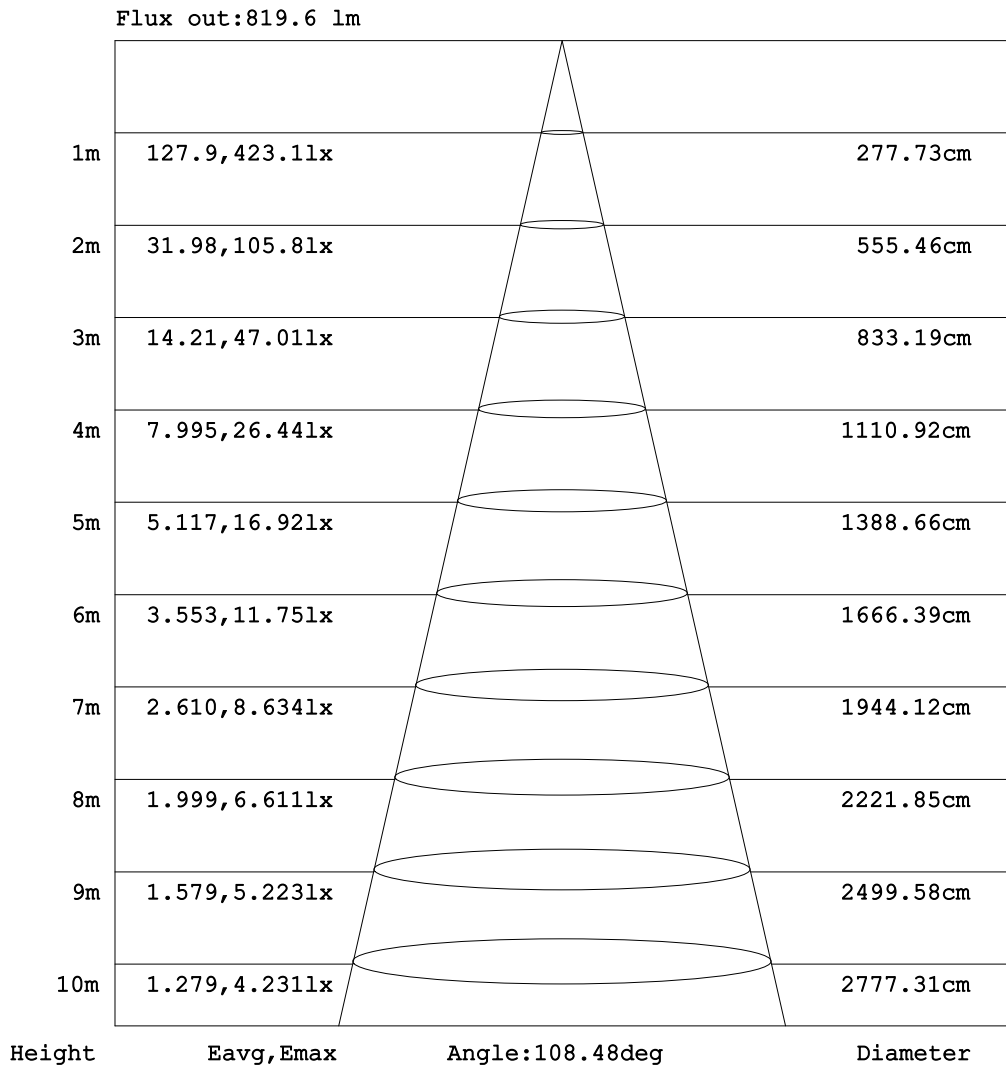 Flux out:819.6 lm
1m 127.9,423.1lx 277.73cm
2m 31.98,105.8lx 555.46cm
3m 14.21,47.01lx 833.19cm
4m 7.995,26.44lx 1110.92cm
5m 5.117,16.92lx 1388.66cm
6m 3.553,11.75lx 1666.39cm
7m 2.610,8.634lx 1944.12cm
8m 1.999,6.611lx 2221.85cm
9m 1.579,5.223lx 2499.58cm
10m 1.279,4.231lx 2777.31cm
Height Eavg,Emax Angle:108.48deg Diameter